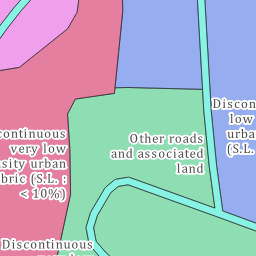 continuous
very low
sity urban
bric (S.L. :
< 10%)
Other roads
and associated
land
Discon
low
urba
(S.L.
Discontinuous